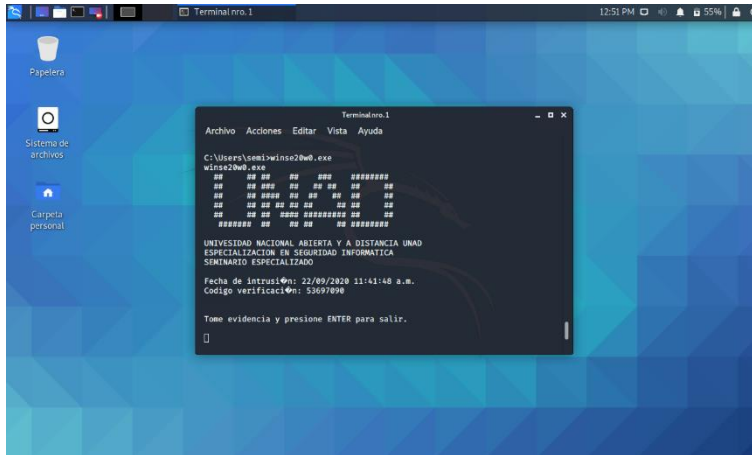 Terminal nro. 1
12:51 PM
55%
Papelera
Sistema de
archivos
Carpeta
personal
Terminal nro. 1
Archivo Acciones Editar Vista Ayuda
C:\Users\semi>winse20w0.exe
winse20w0.exe
UNAD
UNIVESIDAD NACIONAL ABIERTA Y A DISTANCIA UNAD
ESPECIALIZACION EN SEGURIDAD INFORMATICA
SEMINARIO ESPECIALIZADO
Fecha de intrusi�n: 22/09/2020 11:41:48 a.m.
Codigo verificaci�n: 53697090
Tome evidencia y presione ENTER para salir.